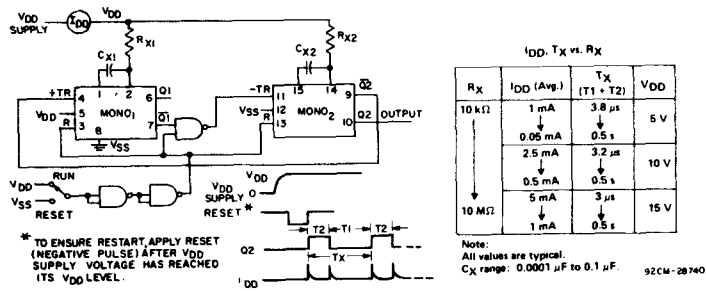 VDD SUPPLY
IDD
VDD
RX1
CX1
RX2
CX2
+TR
4
1
2
6
Q1
VDD
5
MONO1
R
3
8
7
Q1
VSS
-TR
11
15
14
9
Q2
VSS
12
MONO2
R
13
10
Q2
OUTPUT
VDD
RUN
VSS
RESET
VDD SUPPLY
VDD
0
RESET *
T2
T1
T2
Q2
TX
IDD
* TO ENSURE RESTART, APPLY RESET
(NEGATIVE PULSE) AFTER VDD
SUPPLY VOLTAGE HAS REACHED
ITS VDD LEVEL.
IDD, TX vs. RX
RX IDD (Avg.) TX (T1 + T2) VDD
10 kΩ 1 mA 3.8 µs 5 V
0.05 mA 0.5 s
2.5 mA 3.2 µs 10 V
0.5 mA 0.5 s
5 mA 3 µs 15 V
10 MΩ 1 mA 0.5 s
Note:
All values are typical.
CX range: 0.0001 µF to 0.1 µF.
92CM-28740